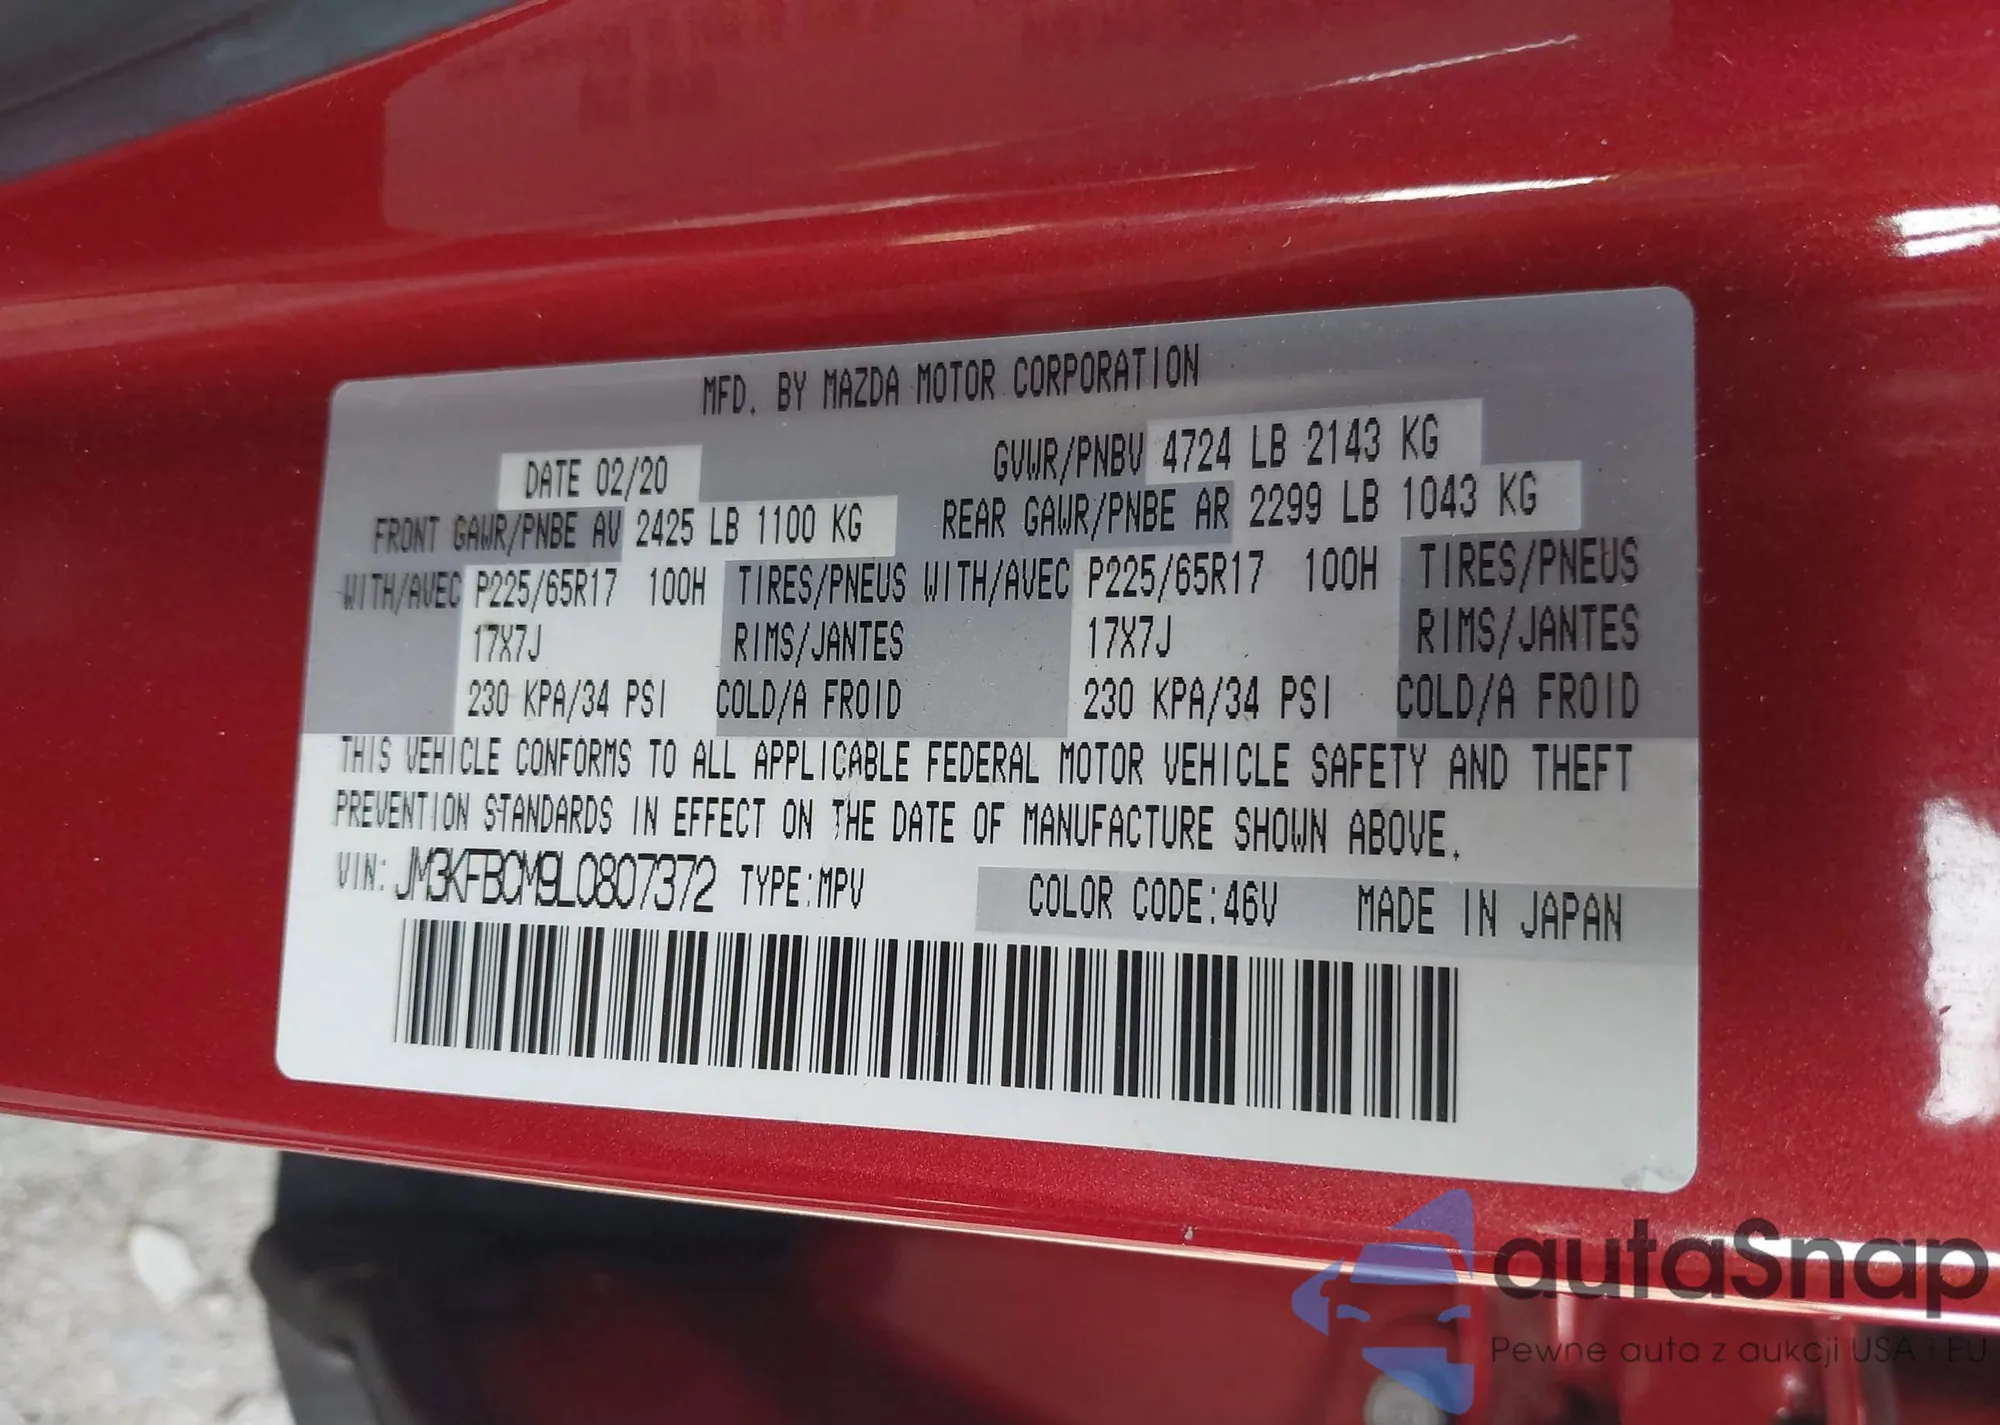 MFD. BY MAZDA MOTOR CORPORATION
DATE 02/20 GVWR/PNBV 4724 LB 2143 KG
FRONT GAWR/PNBE AV 2425 LB 1100 KG REAR GAWR/PNBE AR 2299 LB 1043 KG
WITH/AVEC P225/65R17 100H TIRES/PNEUS WITH/AVEC P225/65R17 100H TIRES/PNEUS
17X7J RIMS/JANTES 17X7J RIMS/JANTES
230 KPA/34 PSI COLD/A FROID 230 KPA/34 PSI COLD/A FROID
THIS VEHICLE CONFORMS TO ALL APPLICABLE FEDERAL MOTOR VEHICLE SAFETY AND THEFT
PREVENTION STANDARDS IN EFFECT ON THE DATE OF MANUFACTURE SHOWN ABOVE.
VIN: JM3KFBCM9L0807372 TYPE:MPV COLOR CODE:46V MADE IN JAPAN
autaSnap
Pewne auta z aukcji USA i EU